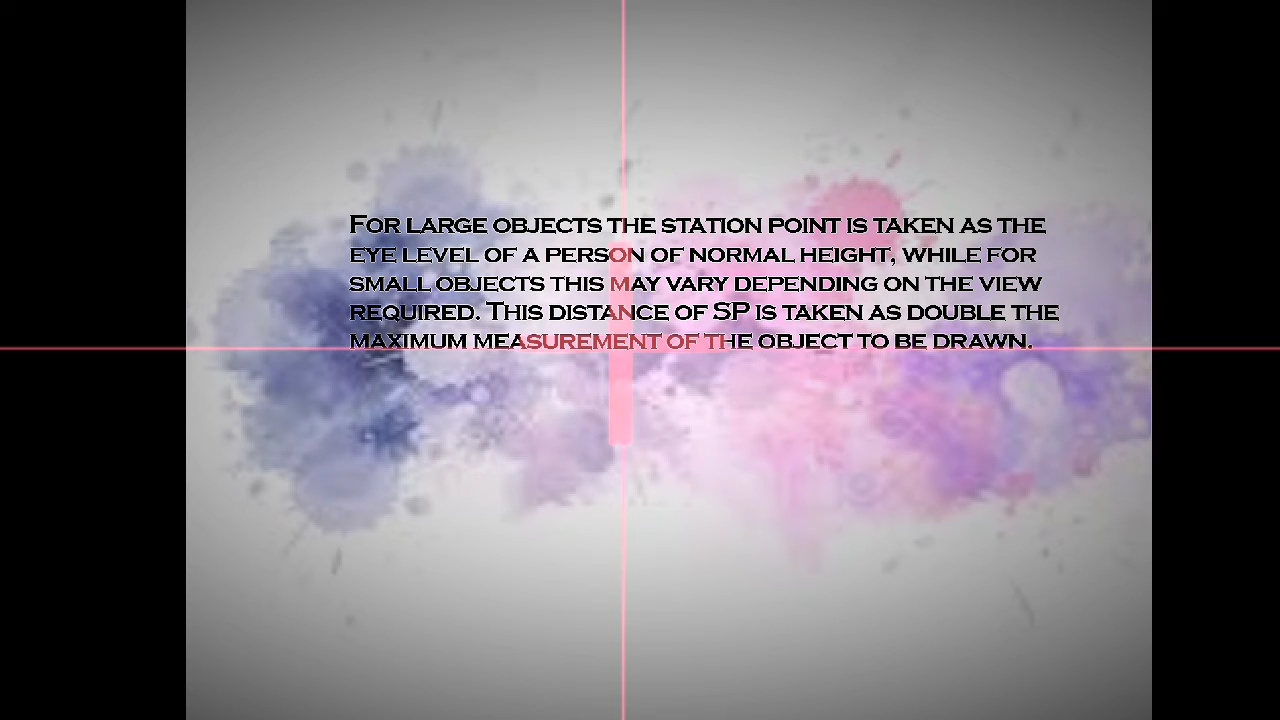 For large objects the station point is taken as the
eye level of a person of normal height, while for
small objects this may vary depending on the view
required. This distance of SP is taken as double the
maximum measurement of the object to be drawn.